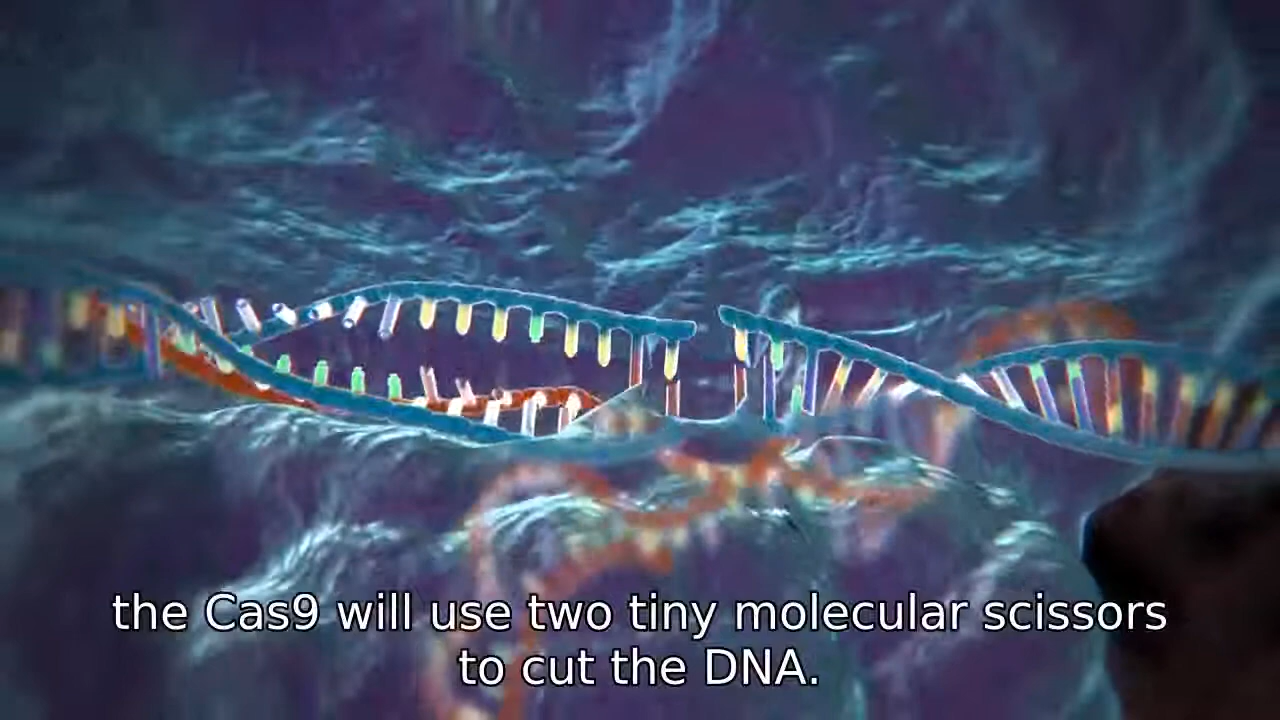 the Cas9 will use two tiny molecular scissors
to cut the DNA.